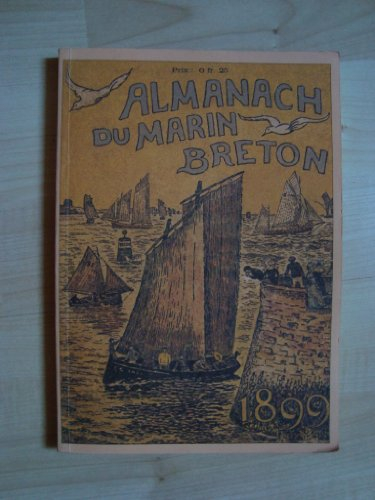 Prix : 0 fr 25
ALMANACH
DU MARIN
BRETON
1899